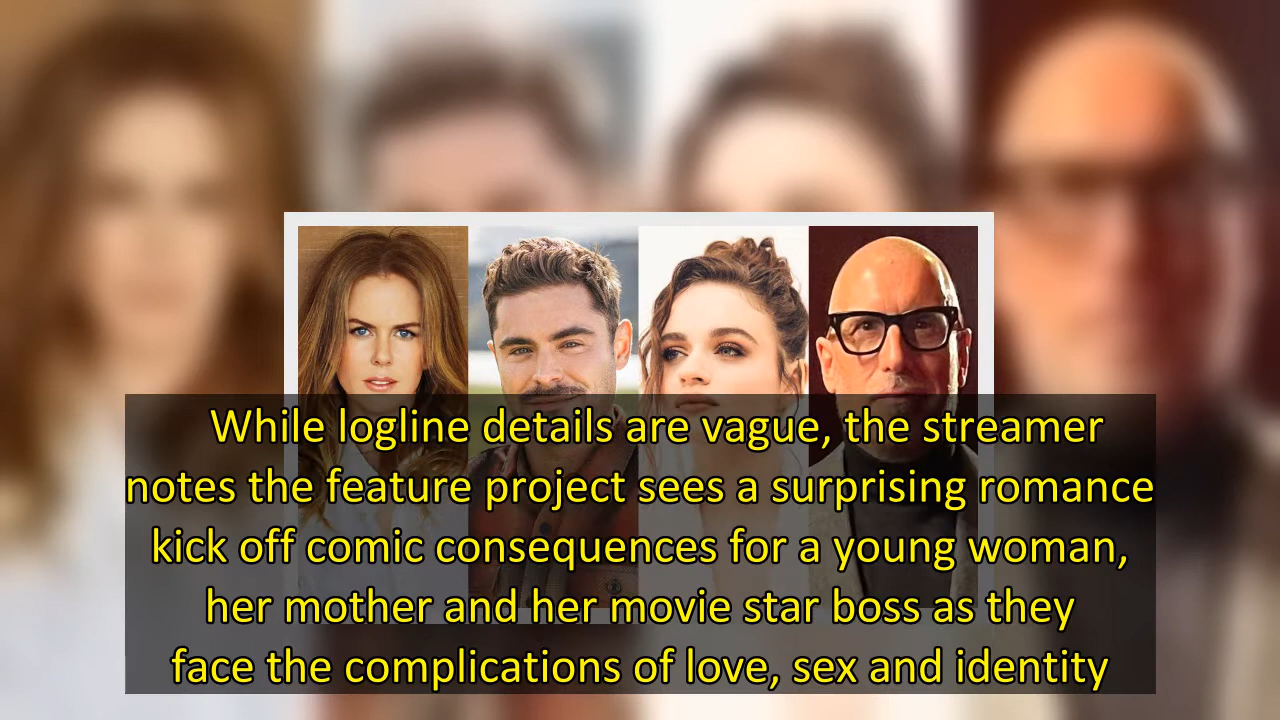 While logline details are vague, the streamer
notes the feature project sees a surprising romance
kick off comic consequences for a young woman,
her mother and her movie star boss as they
face the complications of love, sex and identity